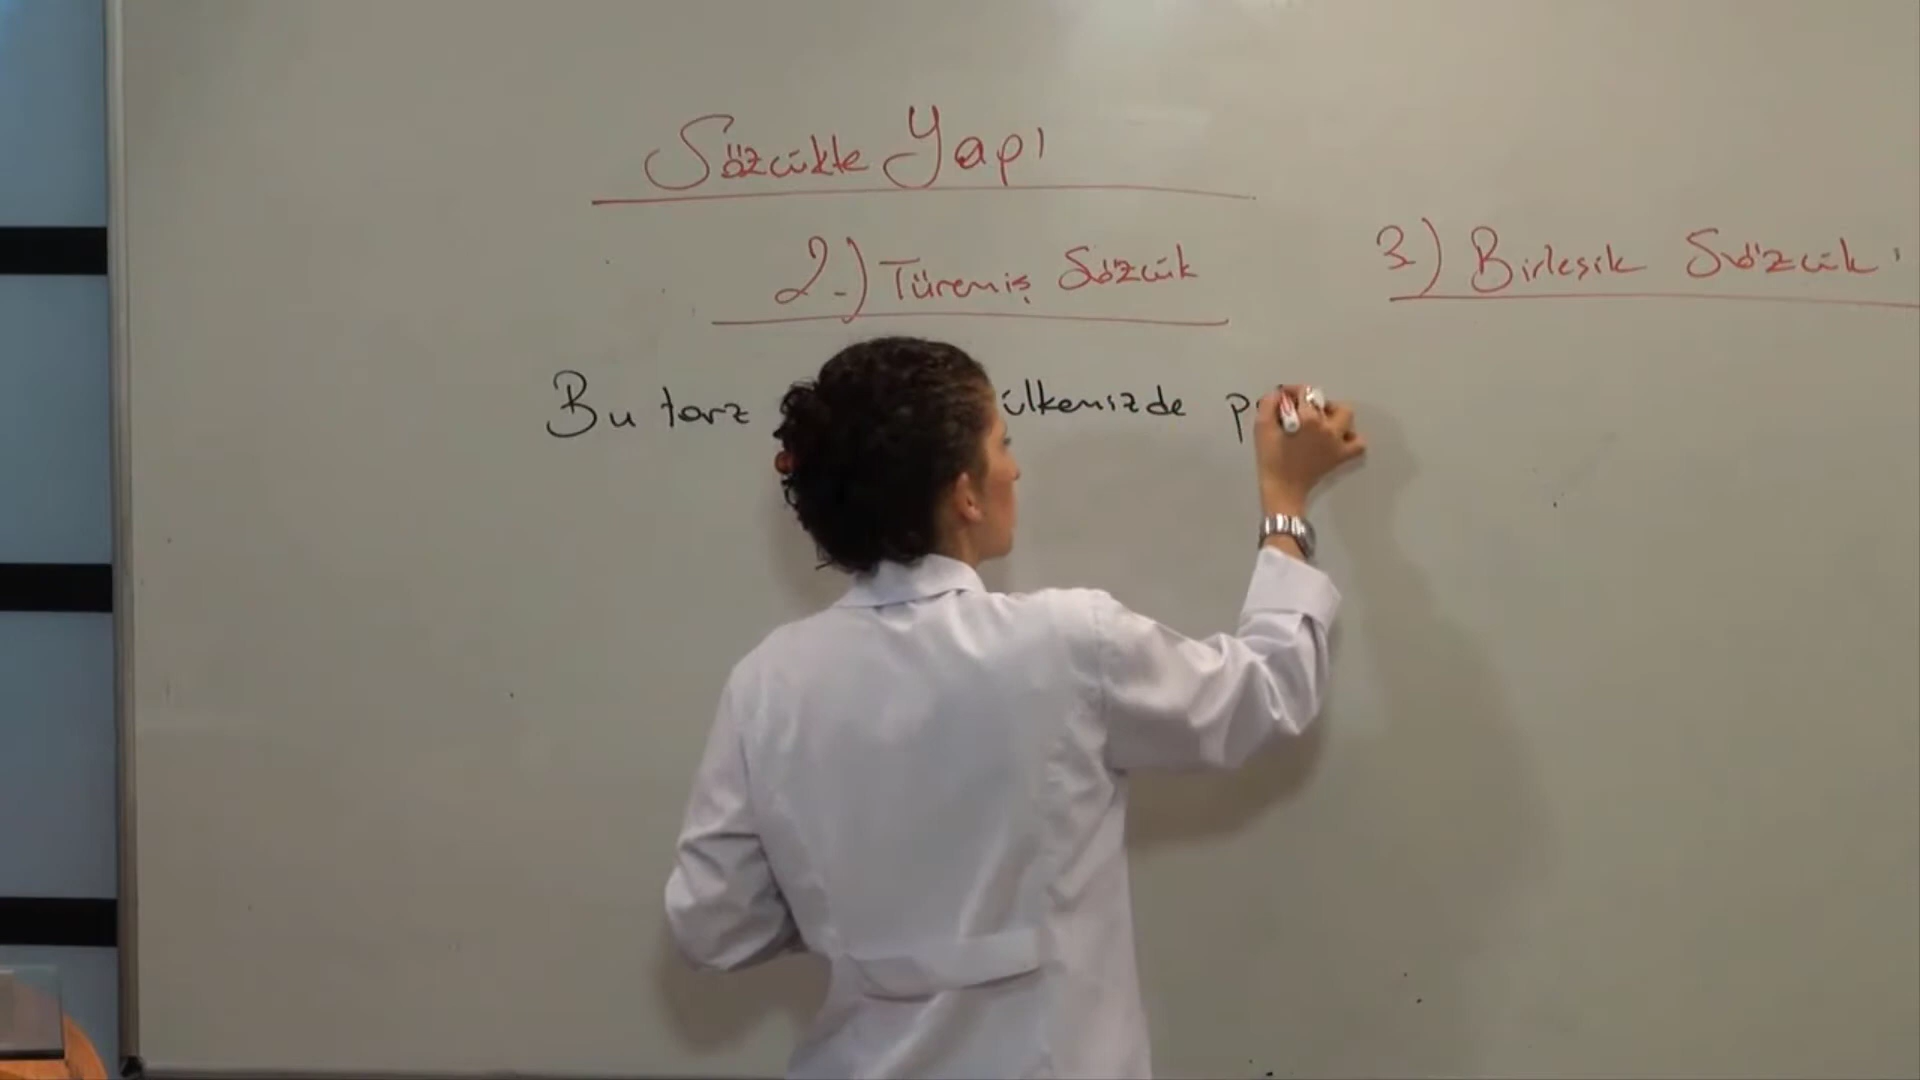 Sözcükte Yapı
2.) Türemiş Sözcük
3) Birleşik Sözcük
Bu tarz ülkemizde